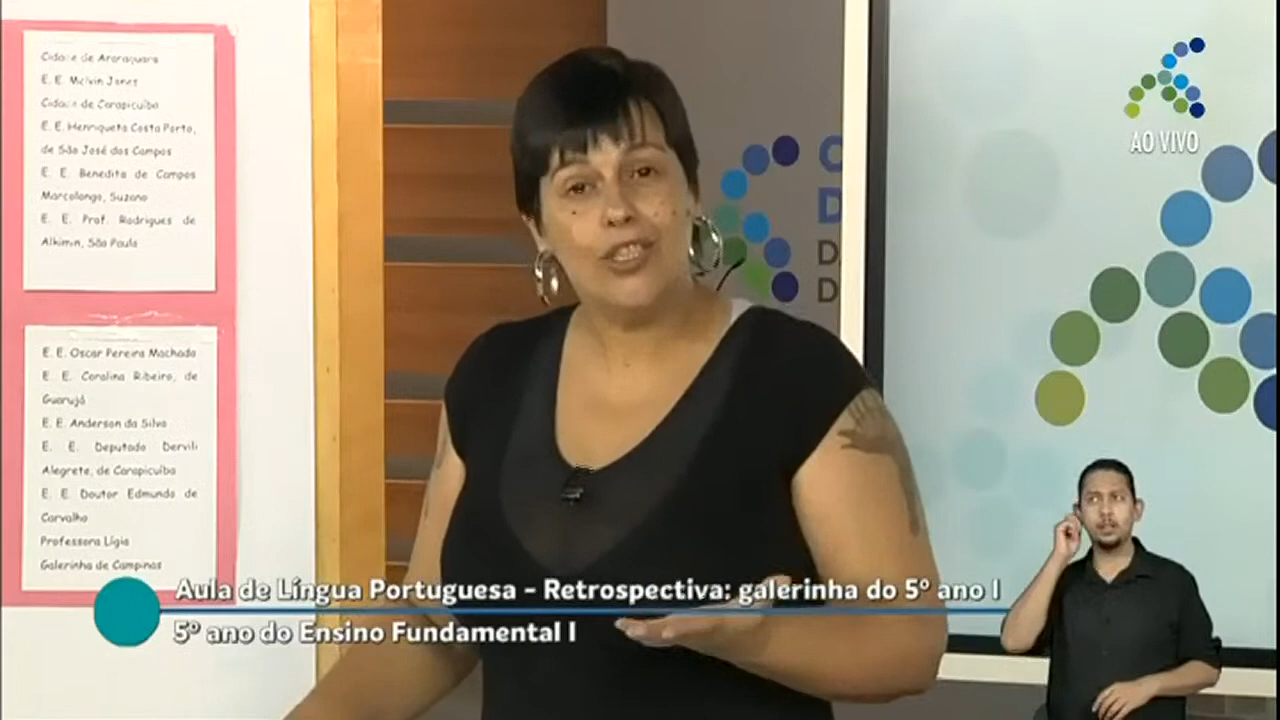 Cidade de Araraquara
E. E. Melvin Jones
Cidade de Carapicuíba
E. E. Henriqueta Costa Porto,
de São José dos Campos
E. E. Benedita de Campos
Marcolongo, Suzano
E. E. Prof. Rodrigues de
Alkimin, São Paula
E. E. Oscar Pereira Machado
E. E. Coralina Ribeiro, de
Guarujá
E. E. Anderson da Silva
E. E. Deputado Dervili
Alegrete, de Carapicuíba
E. E. Doutor Edmundo de
Carvalho
Professora Lígia
Galerinha de Campinas
C
D
D
D
AO VIVO
Aula de Língua Portuguesa - Retrospectiva: galerinha do 5º ano I
5º ano do Ensino Fundamental I